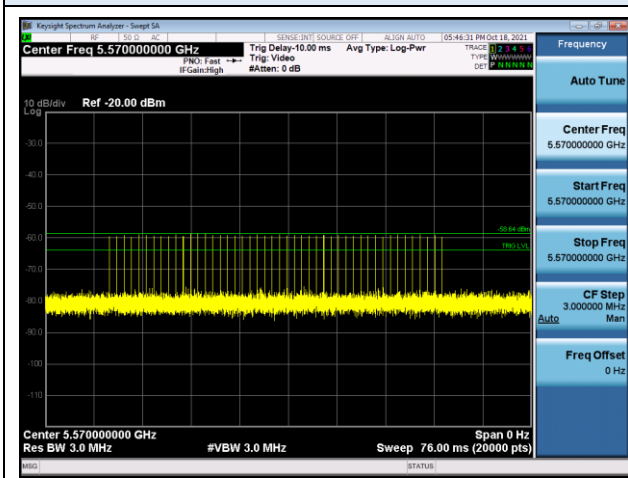 Keysight Spectrum Analyzer - Swept SA
RF 50 Ω AC SENSE:INT SOURCE OFF ALIGN AUTO 05:46:31 PM Oct 18, 2021
Center Freq 5.570000000 GHz Trig Delay-10.00 ms Avg Type: Log-Pwr TRACE 1 2 3 4 5 6
PNO: Fast Trig: Video TYPE WWWWWW
IFGain:High #Atten: 0 dB DET P N N N N N
10 dB/div Ref -20.00 dBm
Log
-30.0
-40.0
-50.0
-58.64 dBm
-60.0
TRIG LVL
-70.0
-80.0
-90.0
-100
-110
Center 5.570000000 GHz Span 0 Hz
Res BW 3.0 MHz #VBW 3.0 MHz Sweep 76.00 ms (20000 pts)
MSG STATUS
Frequency
Auto Tune
Center Freq
5.570000000 GHz
Start Freq
5.570000000 GHz
Stop Freq
5.570000000 GHz
CF Step
3.000000 MHz
Auto Man
Freq Offset
0 Hz